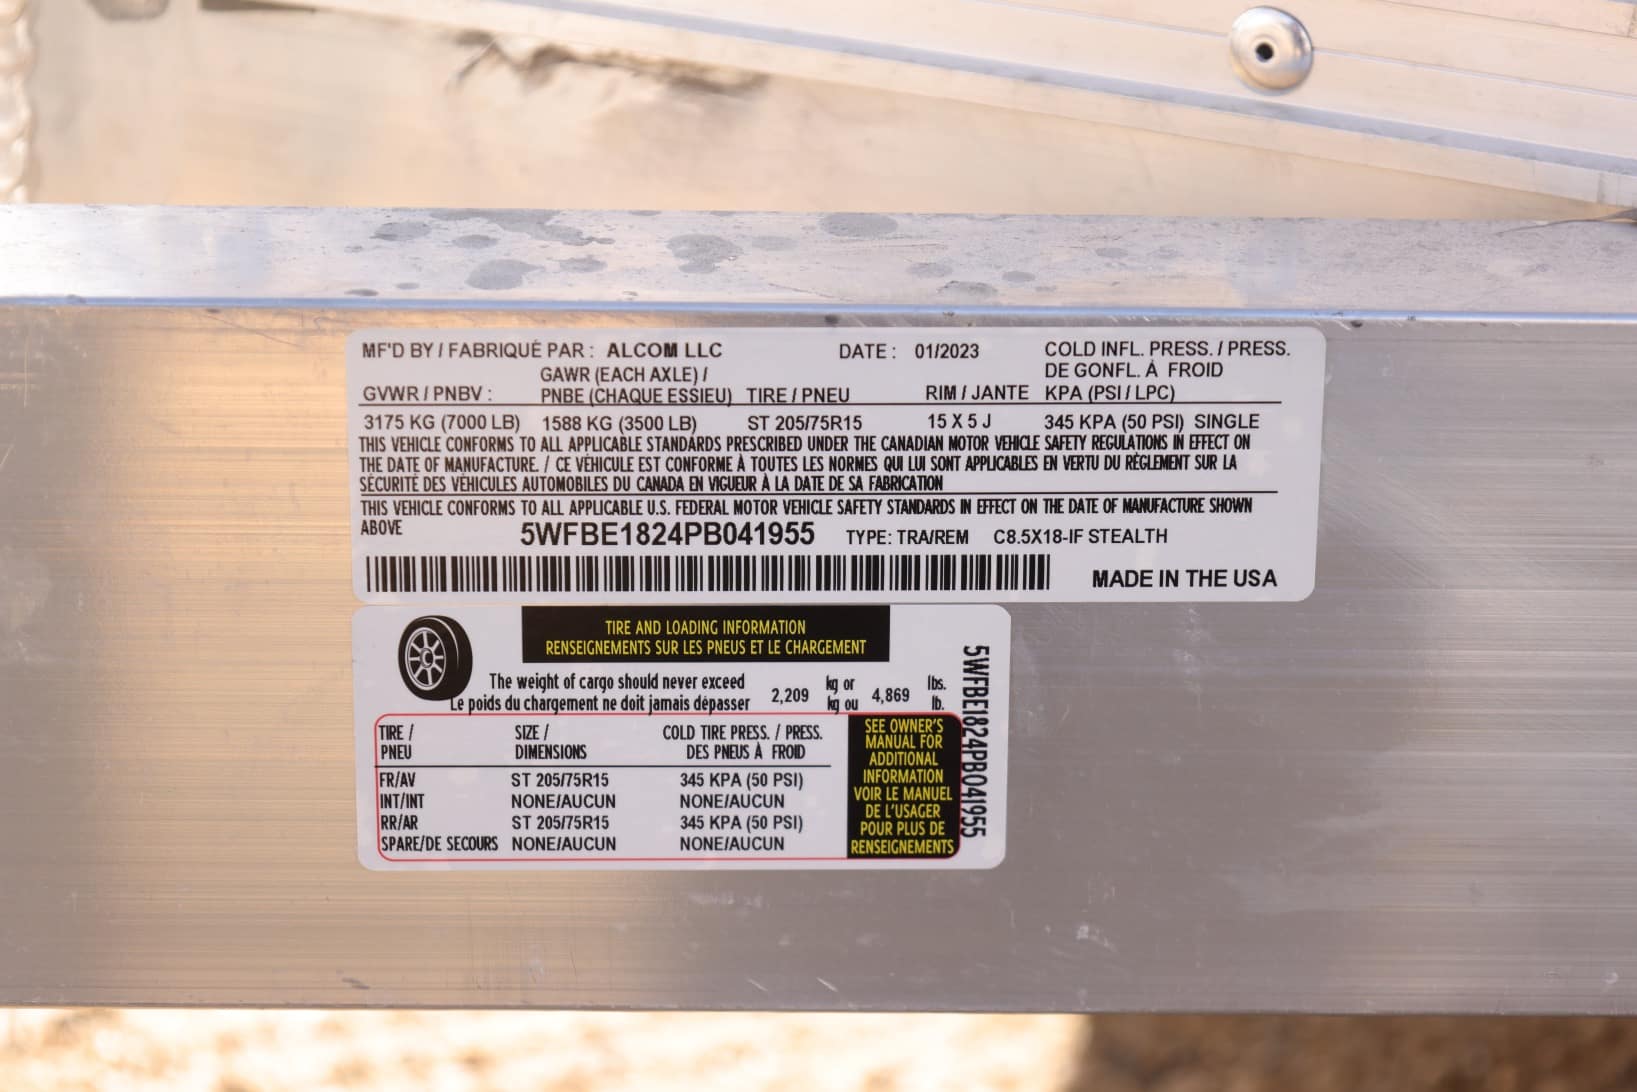 MF'D BY / FABRIQUÉ PAR : ALCOM LLC DATE : 01/2023 COLD INFL. PRESS. / PRESS.
GAWR (EACH AXLE) / DE GONFL. À FROID
GVWR / PNBV : PNBE (CHAQUE ESSIEU) TIRE / PNEU RIM / JANTE KPA (PSI / LPC)
3175 KG (7000 LB) 1588 KG (3500 LB) ST 205/75R15 15 X 5 J 345 KPA (50 PSI) SINGLE
THIS VEHICLE CONFORMS TO ALL APPLICABLE STANDARDS PRESCRIBED UNDER THE CANADIAN MOTOR VEHICLE SAFETY REGULATIONS IN EFFECT ON
THE DATE OF MANUFACTURE. / CE VÉHICULE EST CONFORME À TOUTES LES NORMES QUI LUI SONT APPLICABLES EN VERTU DU RÈGLEMENT SUR LA
SÉCURITÉ DES VÉHICULES AUTOMOBILES DU CANADA EN VIGUEUR À LA DATE DE SA FABRICATION
THIS VEHICLE CONFORMS TO ALL APPLICABLE U.S. FEDERAL MOTOR VEHICLE SAFETY STANDARDS IN EFFECT ON THE DATE OF MANUFACTURE SHOWN
ABOVE 5WFBE1824PB041955 TYPE: TRA/REM C8.5X18-IF STEALTH
MADE IN THE USA
TIRE AND LOADING INFORMATION
RENSEIGNEMENTS SUR LES PNEUS ET LE CHARGEMENT
The weight of cargo should never exceed 2,209 kg or 4,869 lbs.
Le poids du chargement ne doit jamais dépasser kg ou lb.
TIRE / SIZE / COLD TIRE PRESS. / PRESS.
PNEU DIMENSIONS DES PNEUS À FROID
FR/AV ST 205/75R15 345 KPA (50 PSI)
INT/INT NONE/AUCUN NONE/AUCUN
RR/AR ST 205/75R15 345 KPA (50 PSI)
SPARE/DE SECOURS NONE/AUCUN NONE/AUCUN
SEE OWNER'S
MANUAL FOR
ADDITIONAL
INFORMATION
VOIR LE MANUEL
DE L'USAGER
POUR PLUS DE
RENSEIGNEMENTS
5WFBE1824PB041955